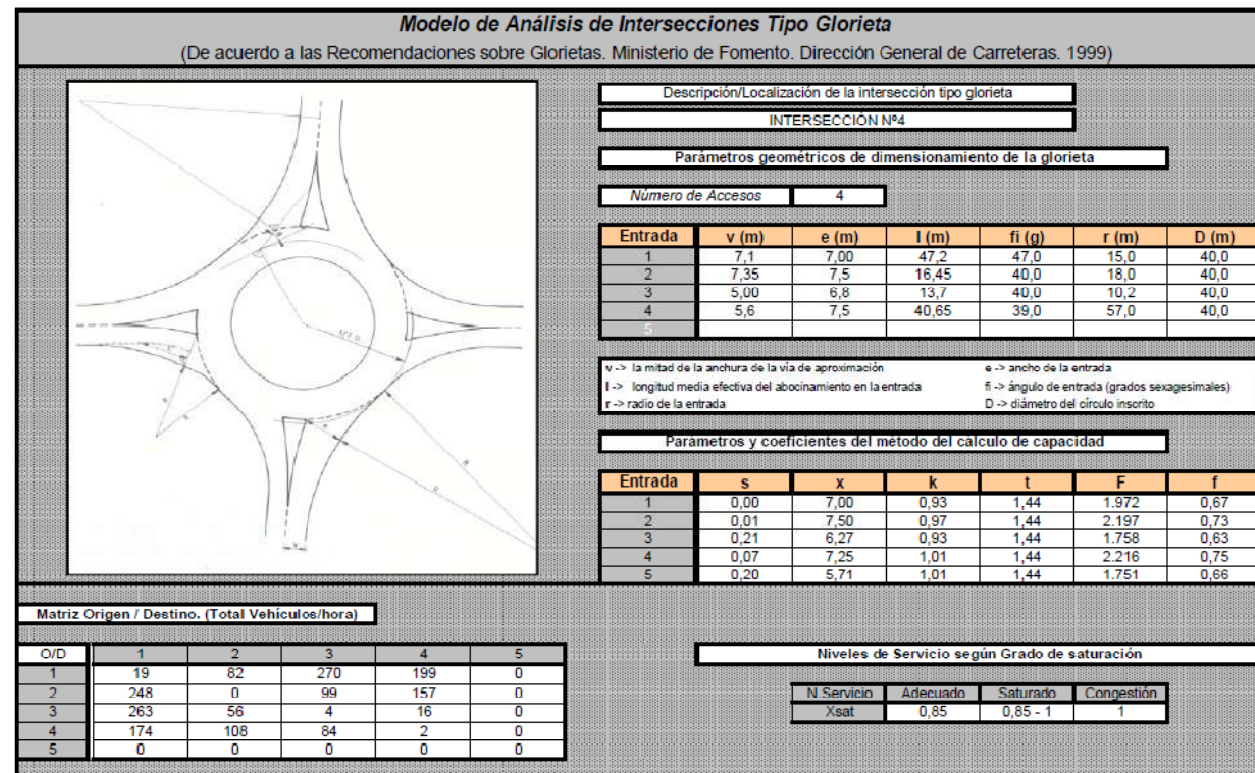 Modelo de Análisis de Intersecciones Tipo Glorieta
(De acuerdo a las Recomendaciones sobre Glorietas. Ministerio de Fomento. Dirección General de Carreteras. 1999)
Descripción/Localización de la intersección tipo glorieta
INTERSECCIÓN Nº4
Parámetros geométricos de dimensionamiento de la glorieta
Número de Accesos 4
Entrada v (m) e (m) l (m) fi (g) r (m) D (m)
1 7,1 7,00 47,2 47,0 15,0 40,0
2 7,35 7,5 16,45 40,0 18,0 40,0
3 5,00 6,8 13,7 40,0 10,2 40,0
4 5,6 7,5 40,65 39,0 57,0 40,0
5
v -> la mitad de la anchura de la vía de aproximación e -> ancho de la entrada
l -> longitud media efectiva del abocinamiento en la entrada fi -> ángulo de entrada (grados sexagesimales)
r -> radio de la entrada D -> diámetro del círculo inscrito
Parámetros y coeficientes del método del cálculo de capacidad
Entrada s x k t F f
1 0,00 7,00 0,93 1,44 1.972 0,67
2 0,01 7,50 0,97 1,44 2.197 0,73
3 0,21 6,27 0,93 1,44 1.758 0,63
4 0,07 7,25 1,01 1,44 2.216 0,75
5 0,20 5,71 1,01 1,44 1.751 0,66
Matriz Origen / Destino. (Total Vehículos/hora)
O/D 1 2 3 4 5
1 19 82 270 199 0
2 248 0 99 157 0
3 263 56 4 16 0
4 174 108 84 2 0
5 0 0 0 0 0
Niveles de Servicio según Grado de saturación
N.Servicio Adecuado Saturado Congestión
Xsat 0,85 0,85 - 1 1